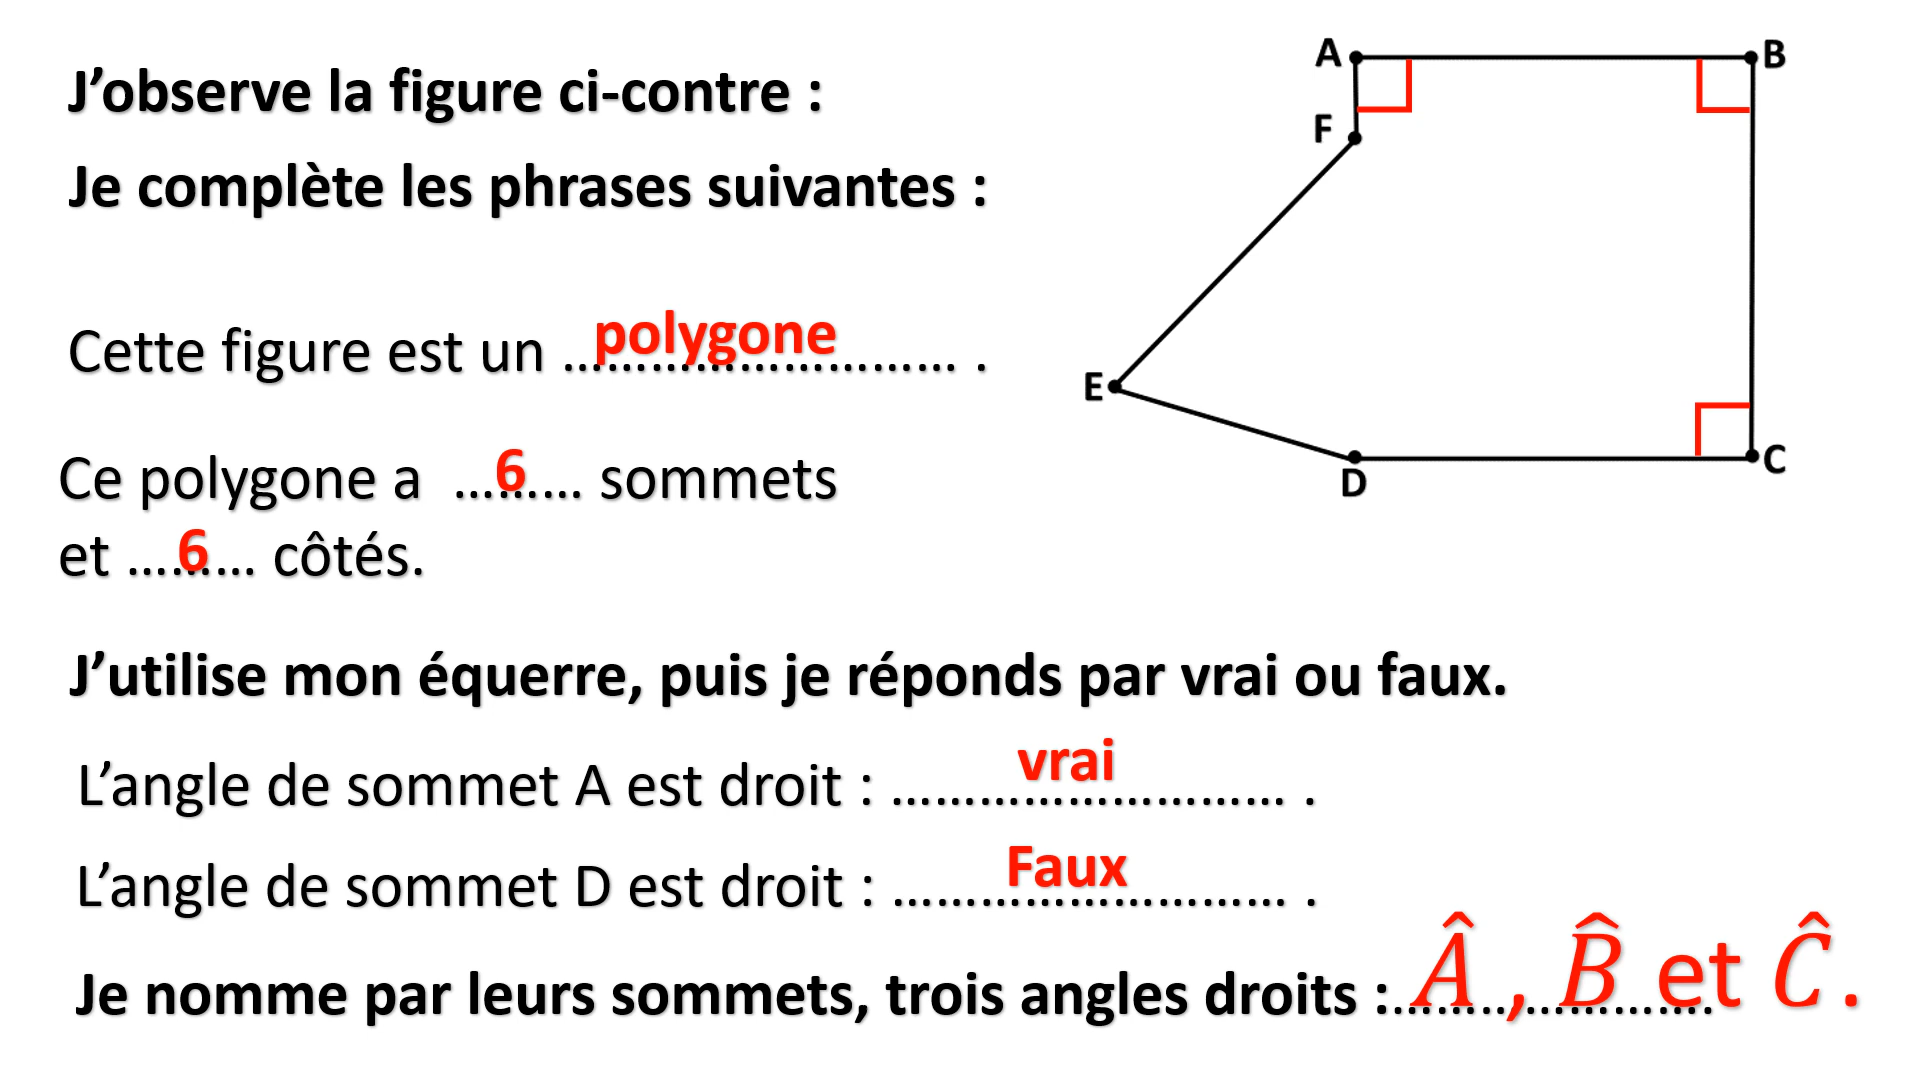 J’observe la figure ci-contre :
Je complète les phrases suivantes :
Cette figure est un ...polygone............ .
Ce polygone a ...6... sommets
et ...6... côtés.
J’utilise mon équerre, puis je réponds par vrai ou faux.
L’angle de sommet A est droit : ............vrai............ .
L’angle de sommet D est droit : ............Faux............ .
Je nomme par leurs sommets, trois angles droits :...Â , B̂ et Ĉ .
A
B
F
E
D
C